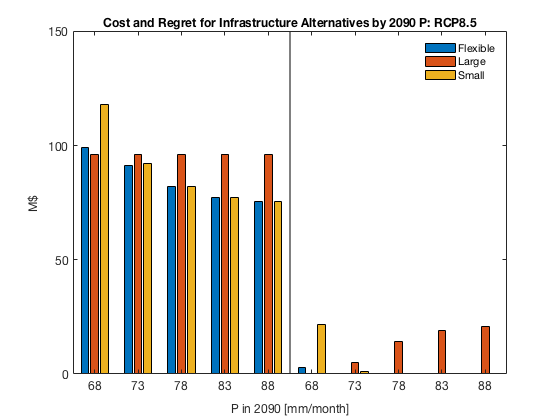 Cost and Regret for Infrastructure Alternatives by 2090 P: RCP8.5
150
100
50
0
M$
Flexible
Large
Small
68 73 78 83 88 68 73 78 83 88
P in 2090 [mm/month]